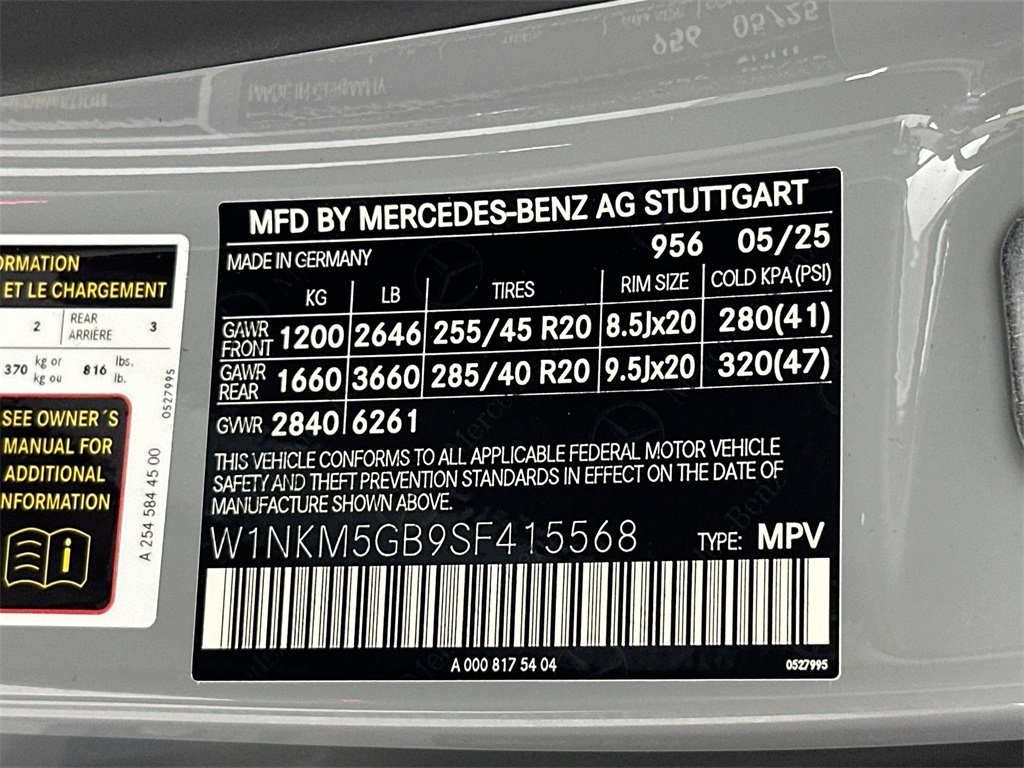 MFD BY MERCEDES-BENZ AG STUTTGART
MADE IN GERMANY 956 05/25
KG LB TIRES RIM SIZE COLD KPA(PSI)
GAWR FRONT 1200 2646 255/45 R20 8.5Jx20 280(41)
GAWR REAR 1660 3660 285/40 R20 9.5Jx20 320(47)
GVWR 2840 6261
THIS VEHICLE CONFORMS TO ALL APPLICABLE FEDERAL MOTOR VEHICLE
SAFETY AND THEFT PREVENTION STANDARDS IN EFFECT ON THE DATE OF
MANUFACTURE SHOWN ABOVE.
W1NKM5GB9SF415568 TYPE: MPV
A 000 817 54 04 0527995
ORMATION
ET LE CHARGEMENT
2 REAR ARRIÈRE 3
370 kg or kg ou 816 lbs. lb.
SEE OWNER´S
MANUAL FOR
ADDITIONAL
INFORMATION
A 254 584 45 00
0527995